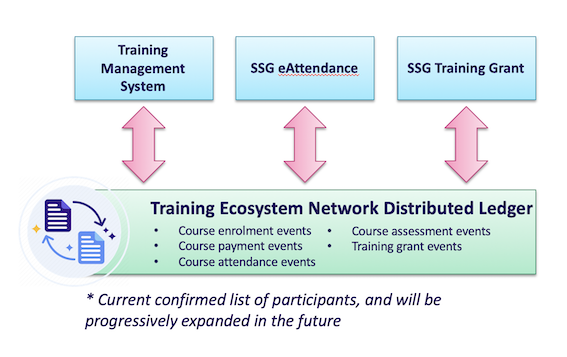 Training
Management
System
SSG eAttendance
SSG Training Grant
Training Ecosystem Network Distributed Ledger
• Course enrolment events
• Course payment events
• Course attendance events
• Course assessment events
• Training grant events
* Current confirmed list of participants, and will be
progressively expanded in the future